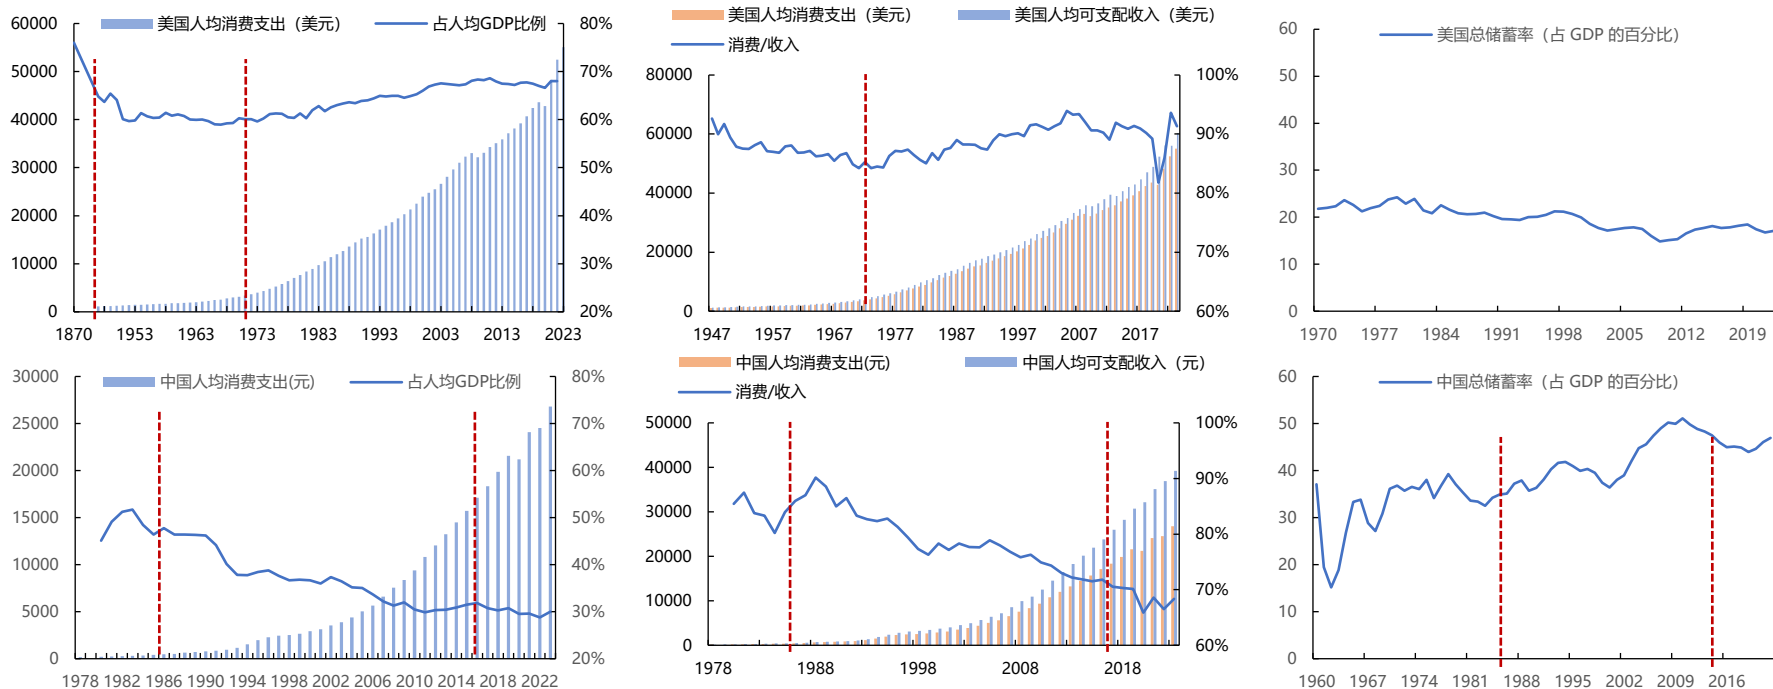 美国人均消费支出（美元） 占人均GDP比例
60000 50000 40000 30000 20000 10000 0
80% 70% 60% 50% 40% 30% 20%
1870 1953 1963 1973 1983 1993 2003 2013 2023
美国人均消费支出（美元） 美国人均可支配收入（美元）
消费/收入
80000 60000 40000 20000 0
100% 90% 80% 70% 60%
1947 1957 1967 1977 1987 1997 2007 2017
美国总储蓄率（占 GDP 的百分比）
60 50 40 30 20 10 0
1970 1977 1984 1991 1998 2005 2012 2019
中国人均消费支出(元) 占人均GDP比例
30000 25000 20000 15000 10000 5000 0
80% 70% 60% 50% 40% 30% 20%
1978 1982 1986 1990 1994 1998 2002 2006 2010 2014 2018 2022
中国人均消费支出(元) 中国人均可支配收入（元）
消费/收入
50000 40000 30000 20000 10000 0
100% 90% 80% 70% 60%
1978 1988 1998 2008 2018
中国总储蓄率（占 GDP 的百分比）
60 50 40 30 20 10 0
1960 1967 1974 1981 1988 1995 2002 2009 2016